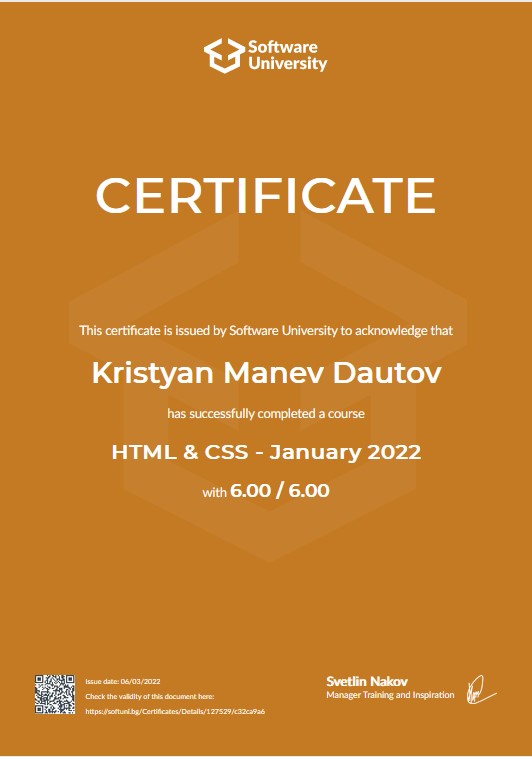 Software
University
CERTIFICATE
This certificate is issued by Software University to acknowledge that
Kristyan Manev Dautov
has successfully completed a course
HTML & CSS - January 2022
with 6.00 / 6.00
Issue date: 06/03/2022
Check the validity of this document here:
https://softuni.bg/Certificates/Details/127529/c32ca9a6
Svetlin Nakov
Manager Training and Inspiration